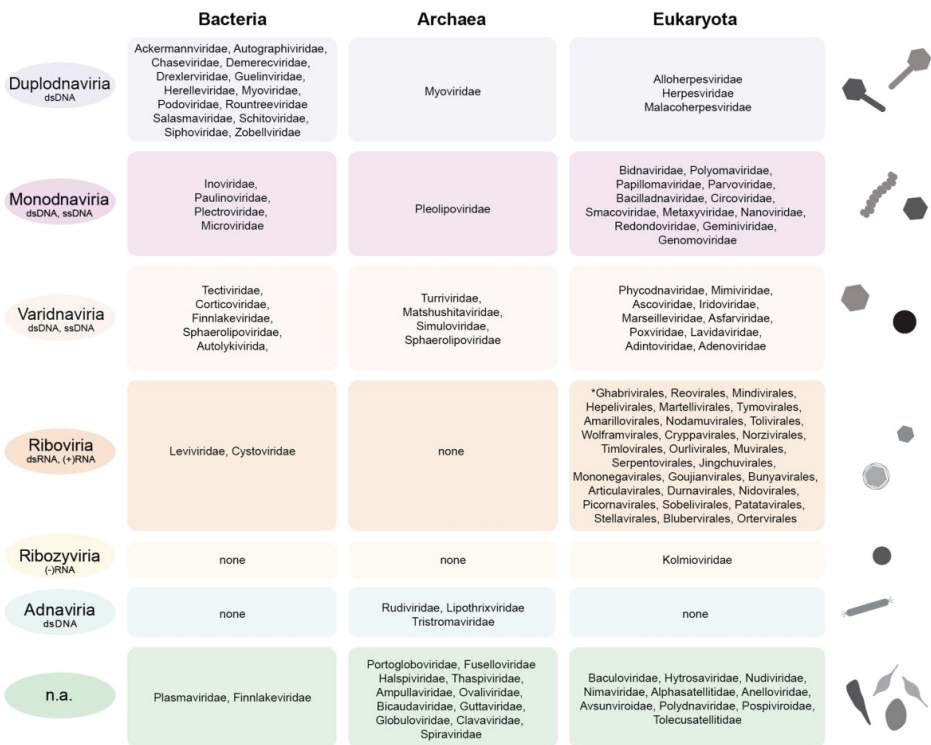 Bacteria
Archaea
Eukaryota
Duplodnaviria
dsDNA
Ackermannviridae, Autographiviridae,
Chaseviridae, Demerecviridae,
Drexlerviridae, Guelinviridae,
Herelleviridae, Myoviridae,
Podoviridae, Rountreeviridae
Salasmaviridae, Schitoviridae,
Siphoviridae, Zobellviridae
Myoviridae
Alloherpesviridae
Herpesviridae
Malacoherpesviridae
Monodnaviria
dsDNA, ssDNA
Inoviridae,
Paulinoviridae,
Plectroviridae,
Microviridae
Pleolipoviridae
Bidnaviridae, Polyomaviridae,
Papillomaviridae, Parvoviridae,
Bacilladnaviridae, Circoviridae,
Smacoviridae, Metaxyviridae, Nanoviridae,
Redondoviridae, Geminiviridae,
Genomoviridae
Varidnaviria
dsDNA, ssDNA
Tectiviridae,
Corticoviridae,
Finnlakeviridae,
Sphaerolipoviridae,
Autolykivirida,
Turriviridae,
Matshushitaviridae,
Simuloviridae,
Sphaerolipoviridae
Phycodnaviridae, Mimiviridae,
Ascoviridae, Iridoviridae,
Marseilleviridae, Asfarviridae,
Poxviridae, Lavidaviridae,
Adintoviridae, Adenoviridae
Riboviria
dsRNA, (+)RNA
Leviviridae, Cystoviridae
none
*Ghabrivirales, Reovirales, Mindivirales,
Hepelivirales, Martellivirales, Tymovirales,
Amarillovirales, Nodamuvirales, Tolivirales,
Wolframvirales, Cryppavirales, Norzivirales,
Timlovirales, Ourlivirales, Muvirales,
Serpentovirales, Jingchuvirales,
Mononegavirales, Goujianvirales, Bunyavirales,
Articulavirales, Durnavirales, Nidovirales,
Picornavirales, Sobelivirales, Patatavirales,
Stellavirales, Blubervirales, Ortervirales
Ribozyviria
(-)RNA
none
none
Kolmioviridae
Adnaviria
dsDNA
none
Rudiviridae, Lipothrixviridae
Tristromaviridae
none
n.a.
Plasmaviridae, Finnlakeviridae
Portogloboviridae, Fuselloviridae
Halspiviridae, Thaspiviridae,
Ampullaviridae, Ovaliviridae,
Bicaudaviridae, Guttaviridae,
Globuloviridae, Clavaviridae,
Spiraviridae
Baculoviridae, Hytrosaviridae, Nudiviridae,
Nimaviridae, Alphasatellitidae, Anelloviridae,
Avsunviroidae, Polydnaviridae, Pospiviroidae,
Tolecusatellitidae